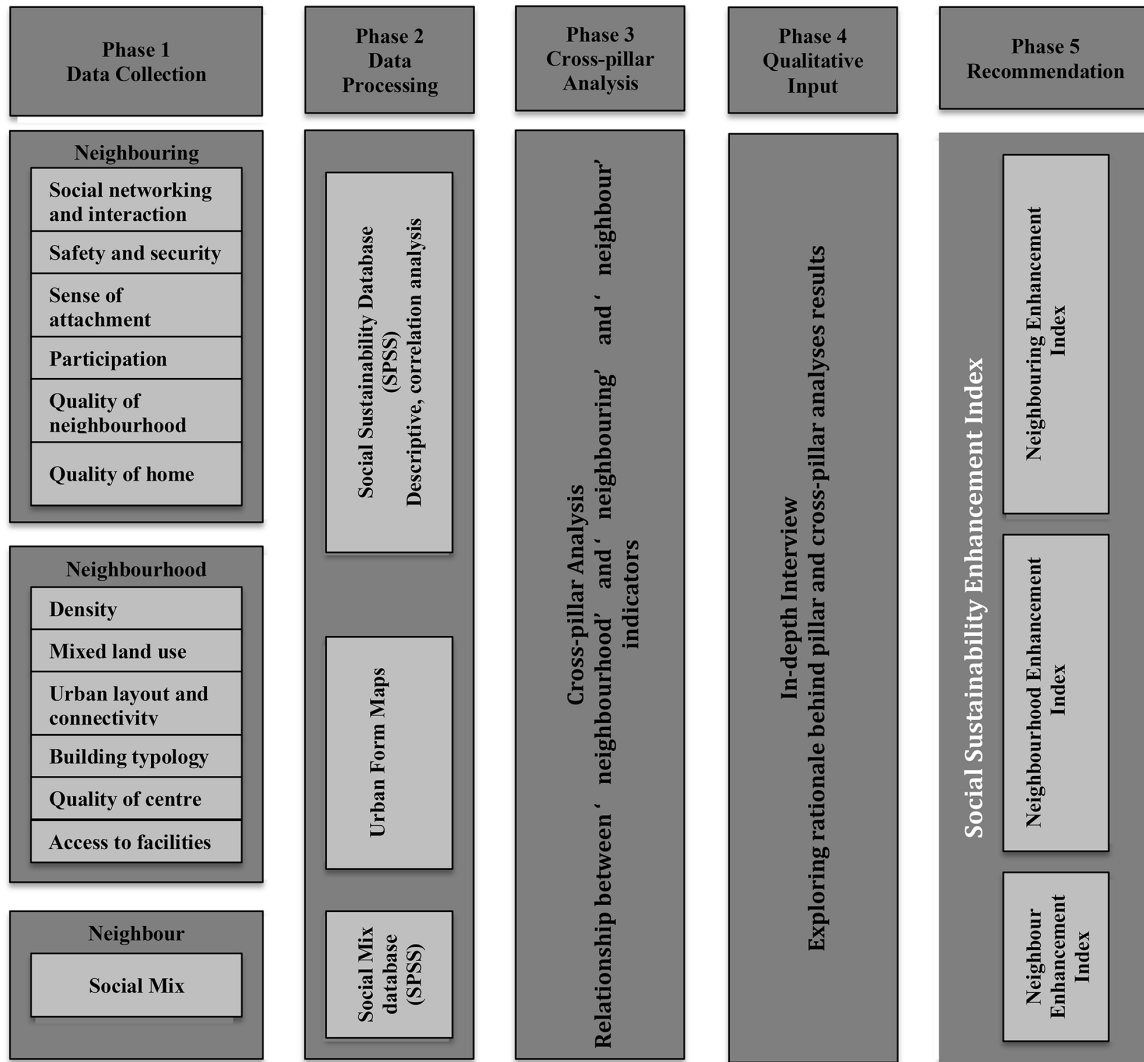 Phase 1
Data Collection
Neighbouring
Social networking
and interaction
Safety and security
Sense of
attachment
Participation
Quality of
neighbourhood
Quality of home
Neighbourhood
Density
Mixed land use
Urban layout and
connectivity
Building typology
Quality of centre
Access to facilities
Neighbour
Social Mix
Phase 2
Data
Processing
Social Sustainability Database
(SPSS)
Descriptive, correlation analysis
Urban Form Maps
Social Mix
database
(SPSS)
Phase 3
Cross-pillar
Analysis
Cross-pillar Analysis
Relationship between ‘ neighbourhood’ and ‘ neighbouring’ and ‘ neighbour’
indicators
Phase 4
Qualitative
Input
In-depth Interview
Exploring rationale behind pillar and cross-pillar analyses results
Phase 5
Recommendation
Social Sustainability Enhancement Index
Neighbouring Enhancement
Index
Neighbourhood Enhancement
Index
Neighbour
Enhancement
Index